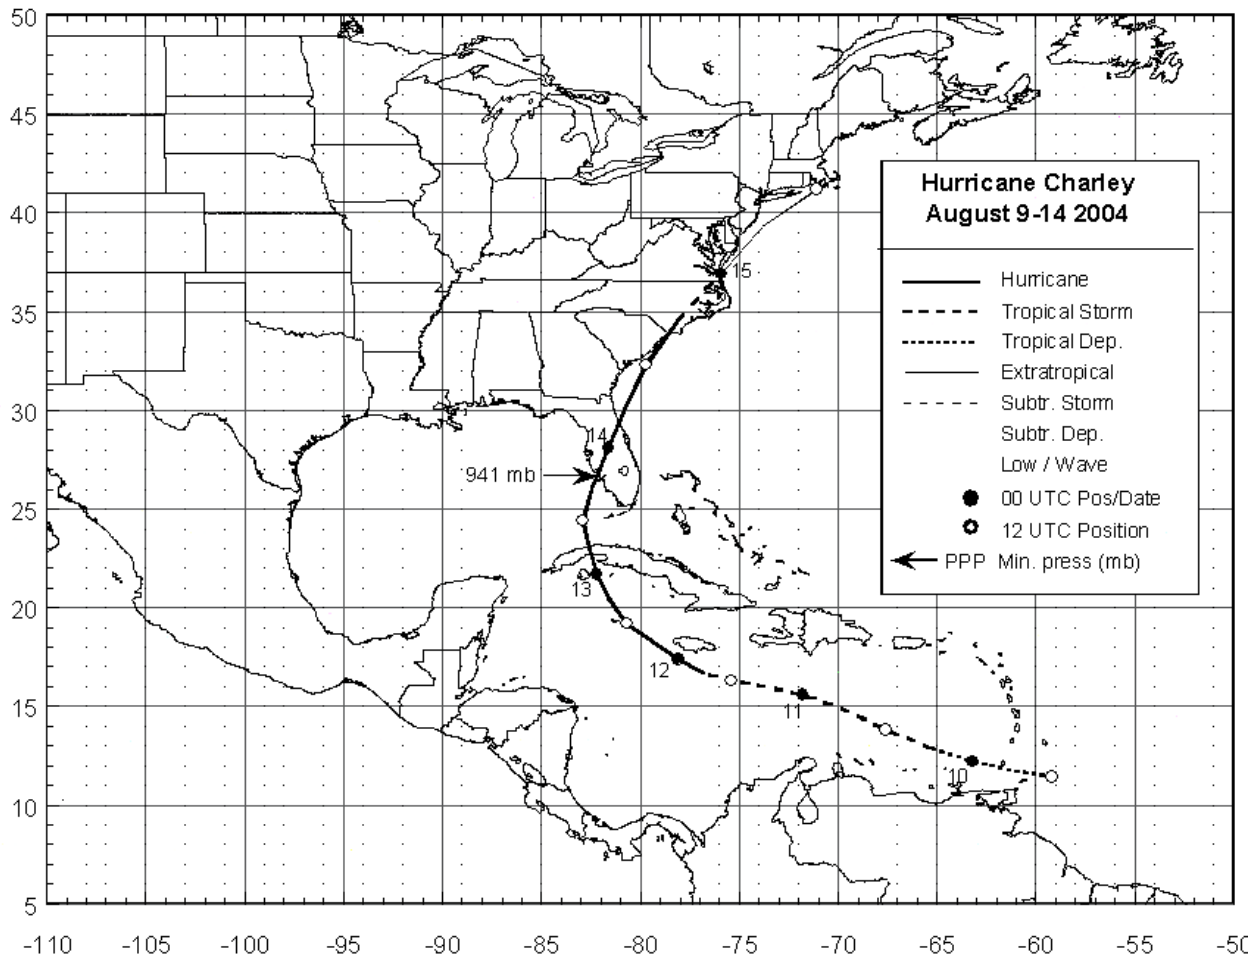 50
45
40
35
30
25
20
15
10
5
Hurricane Charley
August 9-14 2004
Hurricane
Tropical Storm
Tropical Dep.
Extratropical
Subtr. Storm
Subtr. Dep.
Low / Wave
00 UTC Pos/Date
12 UTC Position
PPP Min. press (mb)
15
14
941 mb
13
12
11
10
-110 -105 -100 -95 -90 -85 -80 -75 -70 -65 -60 -55 -50